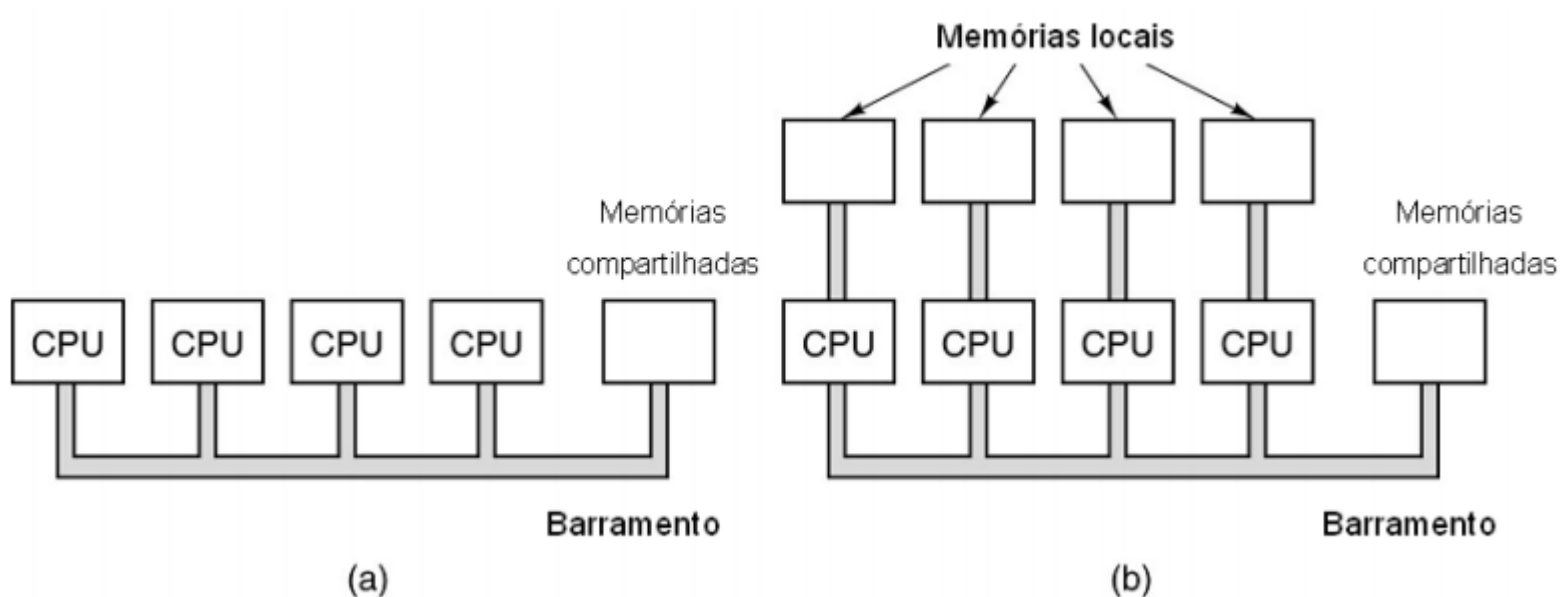 Memórias locais
Memórias
compartilhadas
Memórias
compartilhadas
CPU CPU CPU CPU
CPU CPU CPU CPU
Barramento
Barramento
(a)
(b)